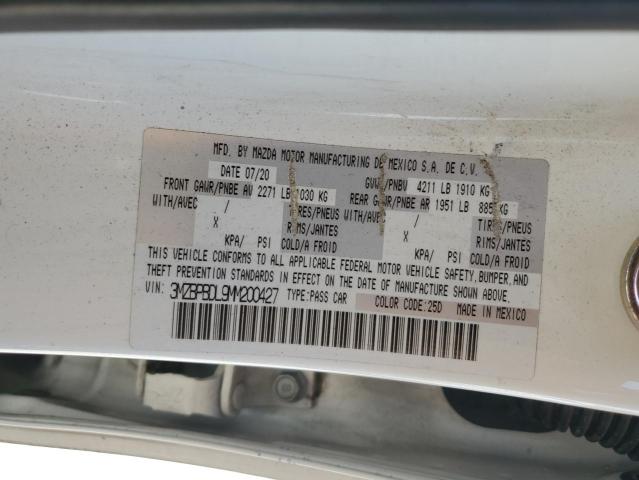 MFD. BY MAZDA MOTOR MANUFACTURING DE MEXICO S.A. DE C.V.
DATE 07/20 GVWR/PNBV 4211 LB 1910 KG
FRONT GAWR/PNBE AV 2271 LB 1030 KG REAR GAWR/PNBE AR 1951 LB 885 KG
WITH/AVEC / TIRES/PNEUS WITH/AVEC / TIRES/PNEUS
X RIMS/JANTES X RIMS/JANTES
KPA/ PSI COLD/A FROID KPA/ PSI COLD/A FROID
THIS VEHICLE CONFORMS TO ALL APPLICABLE FEDERAL MOTOR VEHICLE SAFETY, BUMPER, AND
THEFT PREVENTION STANDARDS IN EFFECT ON THE DATE OF MANUFACTURE SHOWN ABOVE.
VIN: 3MZBPBDL9MM200427 TYPE:PASS CAR COLOR CODE:25D MADE IN MEXICO